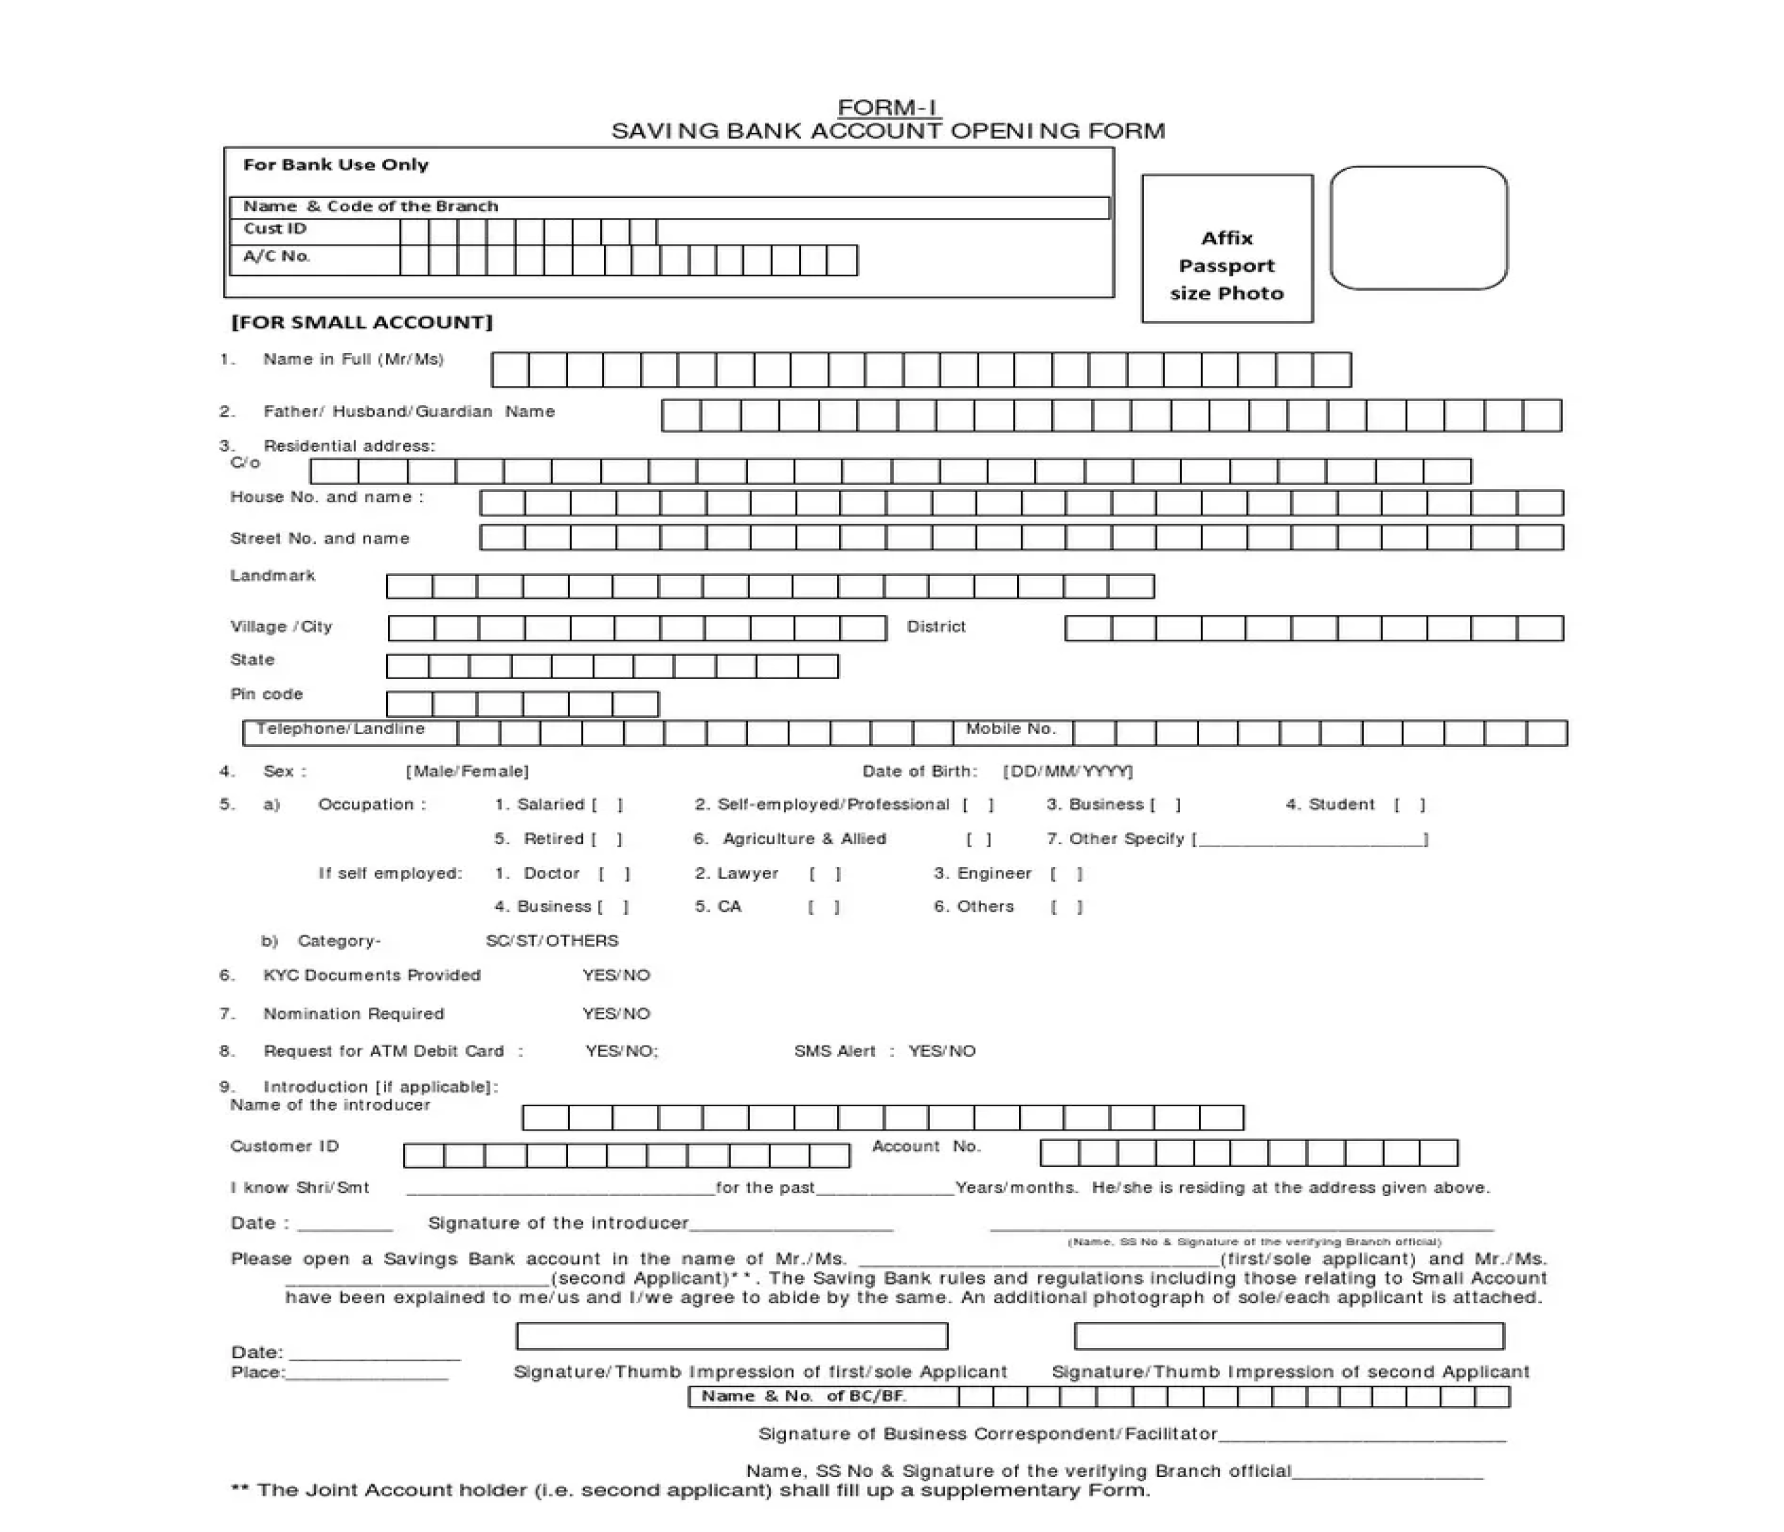 FORM-I
SAVING BANK ACCOUNT OPENING FORM
For Bank Use Only
Name & Code of the Branch
Cust ID
A/C No.
Affix
Passport
size Photo
[FOR SMALL ACCOUNT]
1. Name in Full (Mr/Ms)
2. Father/ Husband/Guardian Name
3. Residential address:
C/o
House No. and name :
Street No. and name
Landmark
Village /City District
State
Pin code
Telephone/Landline Mobile No.
4. Sex : [Male/Female] Date of Birth: [DD/MM/YYYY]
5. a) Occupation : 1. Salaried [ ] 2. Self-employed/Professional [ ] 3. Business [ ] 4. Student [ ]
5. Retired [ ] 6. Agriculture & Allied [ ] 7. Other Specify [_____________________]
If self employed: 1. Doctor [ ] 2. Lawyer [ ] 3. Engineer [ ]
4. Business [ ] 5. CA [ ] 6. Others [ ]
b) Category- SC/ST/OTHERS
6. KYC Documents Provided YES/NO
7. Nomination Required YES/NO
8. Request for ATM Debit Card : YES/NO; SMS Alert : YES/NO
9. Introduction [if applicable]:
Name of the introducer
Customer ID Account No.
I know Shri/Smt _____________________________for the past_____________Years/months. He/she is residing at the address given above.
Date : _________ Signature of the introducer___________________ ______________________________________________
(Name, SS No & Signature of the verifying Branch official)
Please open a Savings Bank account in the name of Mr./Ms. ______________________________(first/sole applicant) and Mr./Ms.
______________________(second Applicant)**. The Saving Bank rules and regulations including those relating to Small Account
have been explained to me/us and I/we agree to abide by the same. An additional photograph of sole/each applicant is attached.
Date: ________________
Place:_______________ Signature/Thumb Impression of first/sole Applicant Signature/Thumb Impression of second Applicant
Name & No. of BC/BF.
Signature of Business Correspondent/Facilitator________________________
Name, SS No & Signature of the verifying Branch official________________
** The Joint Account holder (i.e. second applicant) shall fill up a supplementary Form.